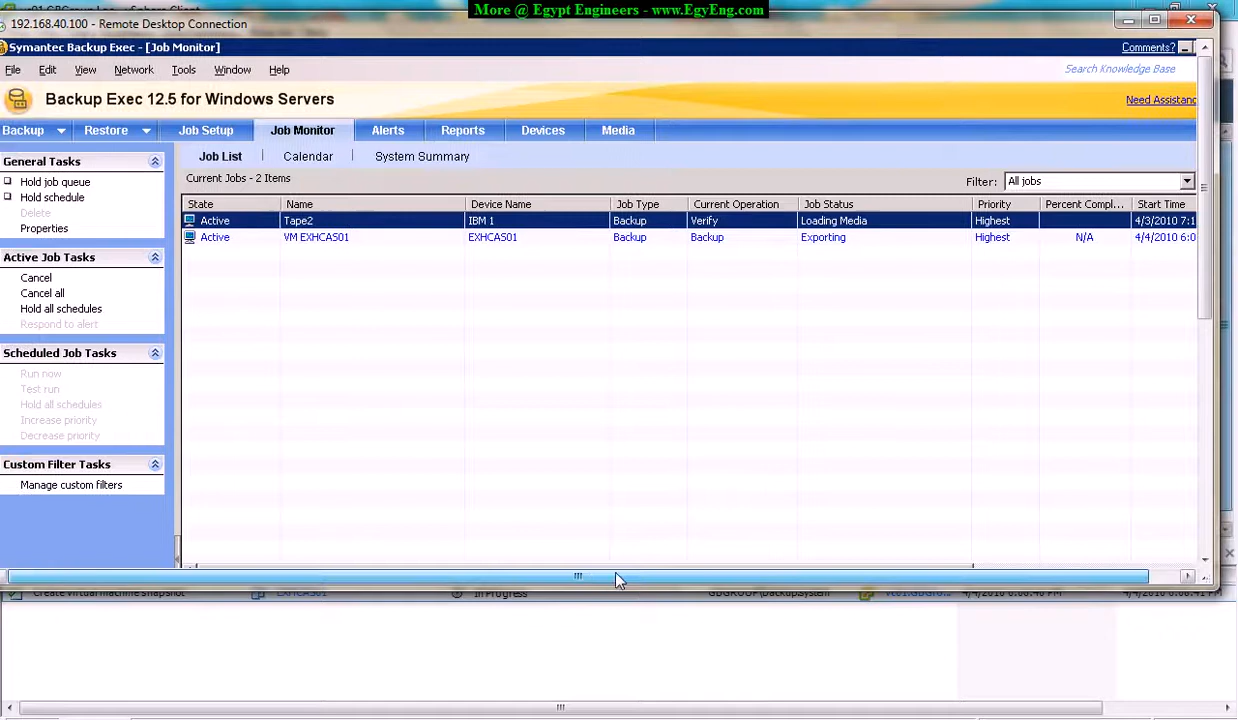 More @ Egypt Engineers - www.EgyEng.com
192.168.40.100 - Remote Desktop Connection
Symantec Backup Exec - [Job Monitor]
Comments?
File Edit View Network Tools Window Help
Search Knowledge Base
Backup Exec 12.5 for Windows Servers
Need Assistanc
Backup Restore Job Setup Job Monitor Alerts Reports Devices Media
Job List Calendar System Summary
Current Jobs - 2 Items
Filter: All jobs
General Tasks
Hold job queue
Hold schedule
Delete
Properties
Active Job Tasks
Cancel
Cancel all
Hold all schedules
Respond to alert
Scheduled Job Tasks
Run now
Test run
Hold all schedules
Increase priority
Decrease priority
Custom Filter Tasks
Manage custom filters
State Name Device Name Job Type Current Operation Job Status Priority Percent Compl... Start Time
Active Tape2 IBM 1 Backup Verify Loading Media Highest 4/3/2010 7:1
Active VM EXHCAS01 EXHCAS01 Backup Backup Exporting Highest N/A 4/4/2010 6:0
Create virtual machine snapshot EXHCAS01 In Progress GBGROUP\BackupSystem 4/4/2010 6:08:40 PM 4/4/2010 6:08:41 PM